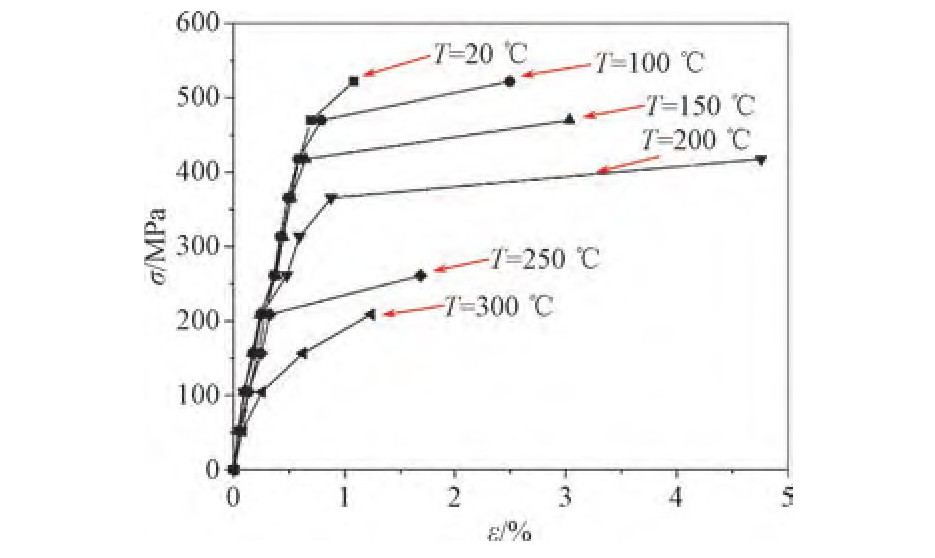 600
T=20 ℃
T=100 ℃
500
T=150 ℃
T=200 ℃
400
300
T=250 ℃
T=300 ℃
200
100
0
σ/MPa
0 1 2 3 4 5
ε/%